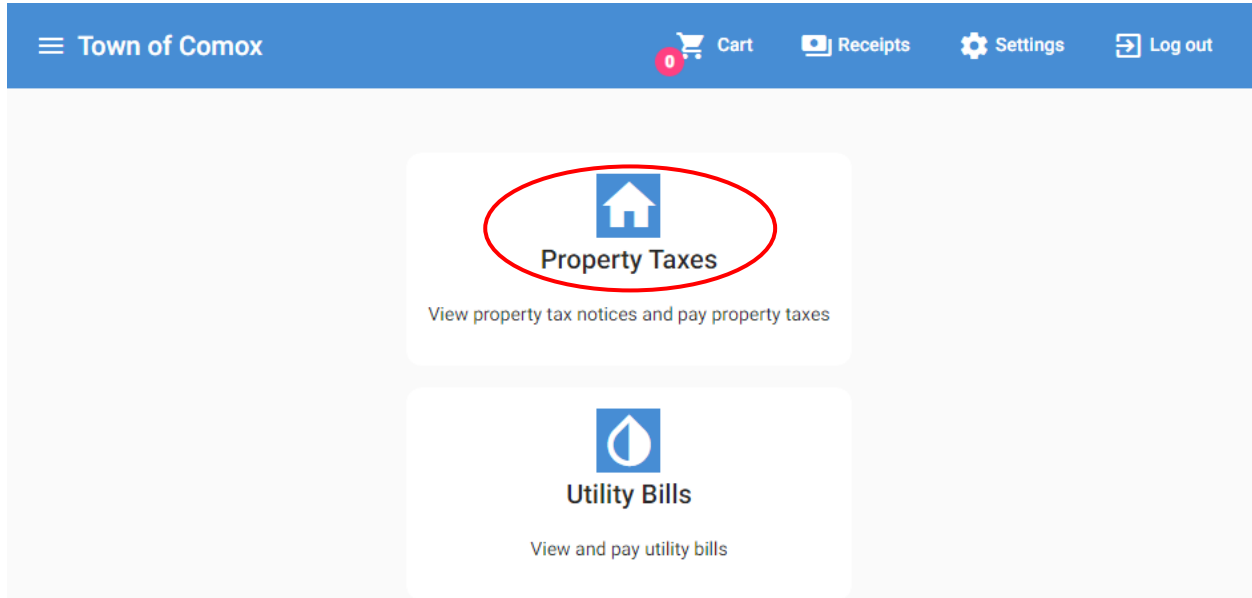 Town of Comox
0 Cart Receipts Settings Log out
Property Taxes
View property tax notices and pay property taxes
Utility Bills
View and pay utility bills